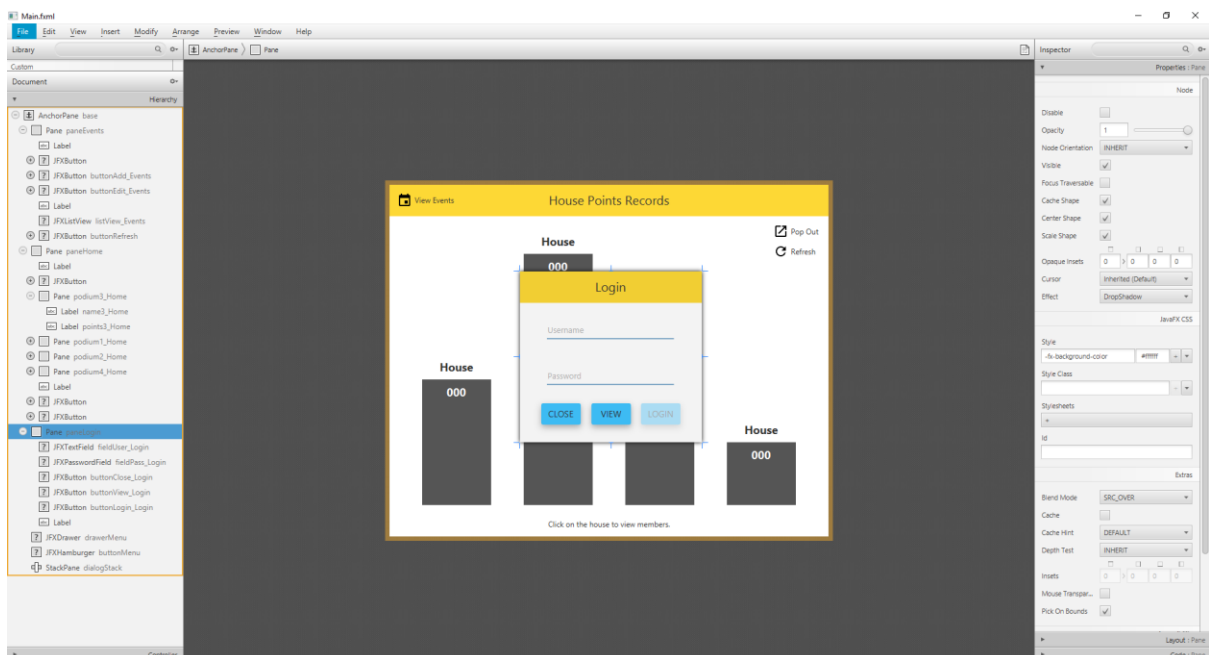 Main.fxml
File Edit View Insert Modify Arrange Preview Window Help
Library
AnchorPane Pane
Custom
Document
Hierarchy
AnchorPane base
Pane paneEvents
Label
JFXButton
JFXButton buttonAdd_Events
JFXButton buttonEdit_Events
Label
JFXListView listView_Events
JFXButton buttonRefresh
Pane paneHome
Label
JFXButton
Pane podium3_Home
Label name3_Home
Label points3_Home
Pane podium1_Home
Pane podium2_Home
Pane podium4_Home
Label
JFXButton
JFXButton
Pane
JFXTextField fieldUser_Login
JFXPasswordField fieldPass_Login
JFXButton buttonClose_Login
JFXButton buttonView_Login
JFXButton buttonLogin_Login
Label
JFXDrawer drawerMenu
JFXHamburger buttonMenu
StackPane dialogStack
Controller
View Events
House Points Records
Pop Out
Refresh
House
000
Login
Username
Password
CLOSE VIEW LOGIN
House
000
House
000
Click on the house to view members.
Inspector
Properties : Pane
Node
Disable
Opacity 1
Node Orientation INHERIT
Visible
Focus Traversable
Cache Shape
Center Shape
Scale Shape
Opaque Insets 0 0 0 0
Cursor Inherited (Default)
Effect DropShadow
JavaFX CSS
Style
-fx-background-color #ffffff
Style Class
Stylesheets
+
Id
Extras
Blend Mode SRC_OVER
Cache
Cache Hint DEFAULT
Depth Test INHERIT
Insets 0 0 0 0
Mouse Transpar...
Pick On Bounds
Layout : Pane
Code : Pane